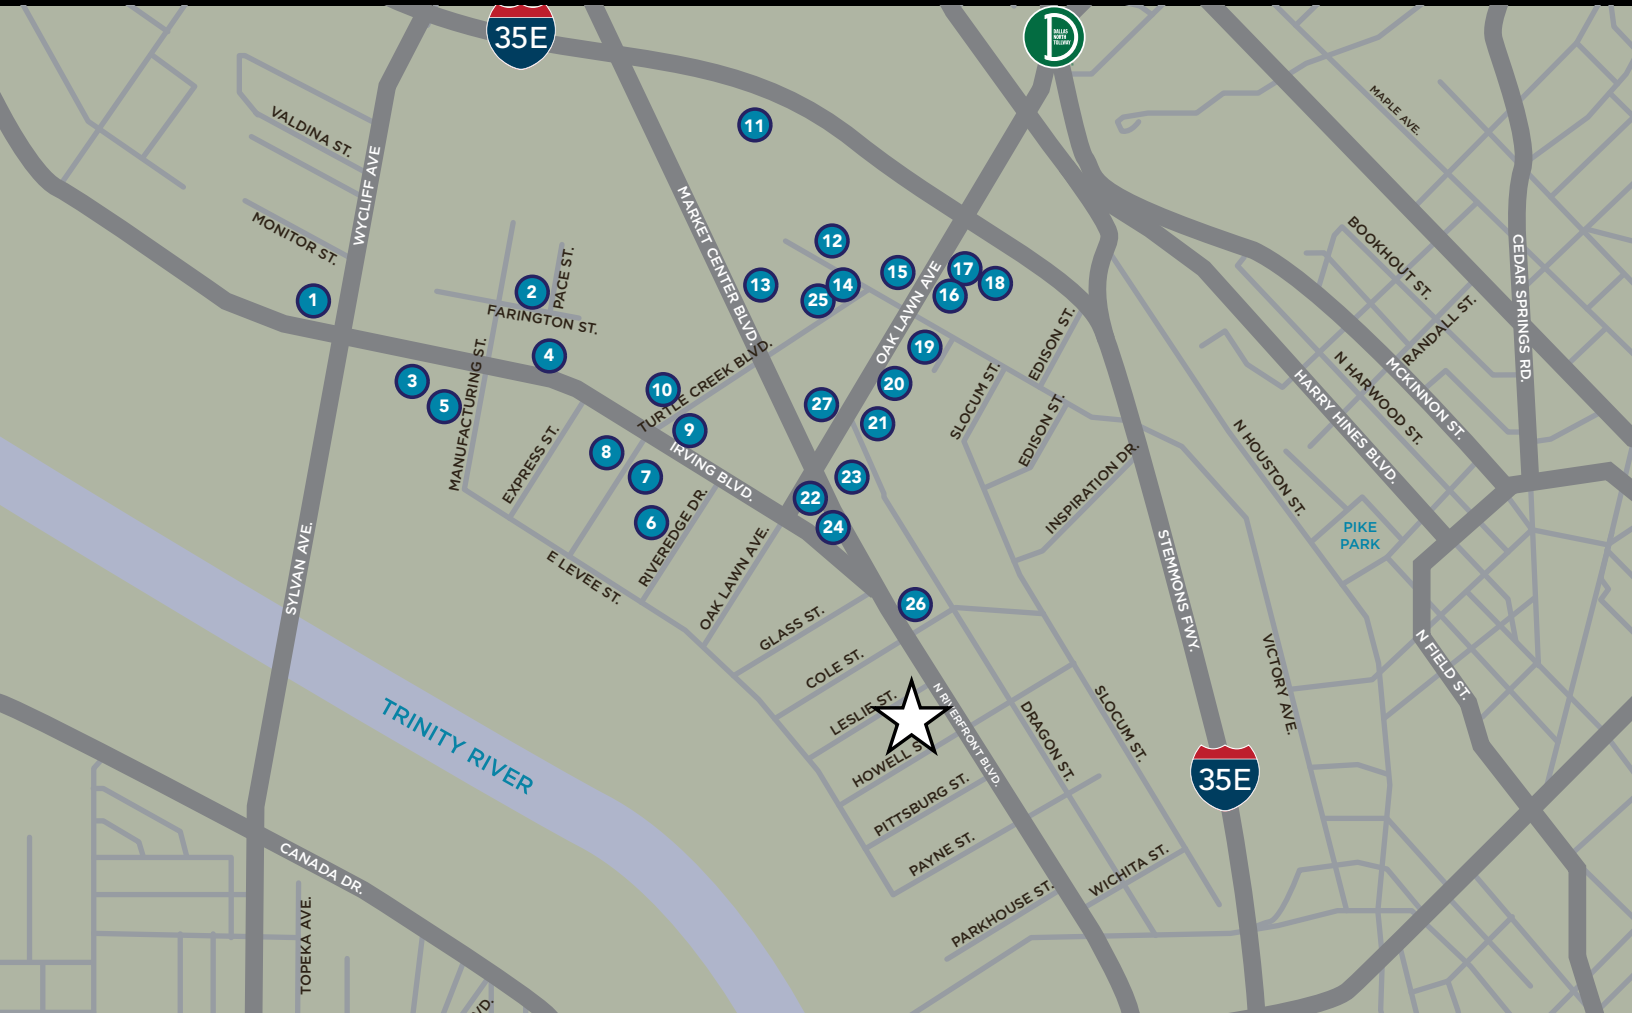 35E
DALLAS
NORTH
TOLLWAY
MAPLE AVE.
VALDINA ST.
11
WYCLIFF AVE
MARKET CENTER BLVD.
MONITOR ST.
BOOKHOUT ST.
CEDAR SPRINGS RD.
12
PACE ST.
15
17
18
13
14
25
16
2
1
OAK LAWN AVE
RANDALL ST.
FARINGTON ST.
EDISON ST.
19
4
MANUFACTURING ST.
TURTLE CREEK BLVD.
3
5
10
20
27
21
SLOCUM ST.
N HARWOOD ST.
MCKINNON ST.
HARRY HINES BLVD.
9
8
7
IRVING BLVD.
EXPRESS ST.
EDISON ST.
N HOUSTON ST.
INSPIRATION DR.
23
22
24
6
RIVEREDGE DR.
PIKE
PARK
SYLVAN AVE.
E LEVEE ST.
OAK LAWN AVE.
STEMMONS FWY.
26
GLASS ST.
COLE ST.
N FIELD ST.
LESLIE ST.
VICTORY AVE.
N RIVERFRONT BLVD.
DRAGON ST.
SLOCUM ST.
TRINITY RIVER
HOWELL S
35E
PITTSBURG ST.
PAYNE ST.
CANADA DR.
WICHITA ST.
PARKHOUSE ST.
TOPEKA AVE.
VD.